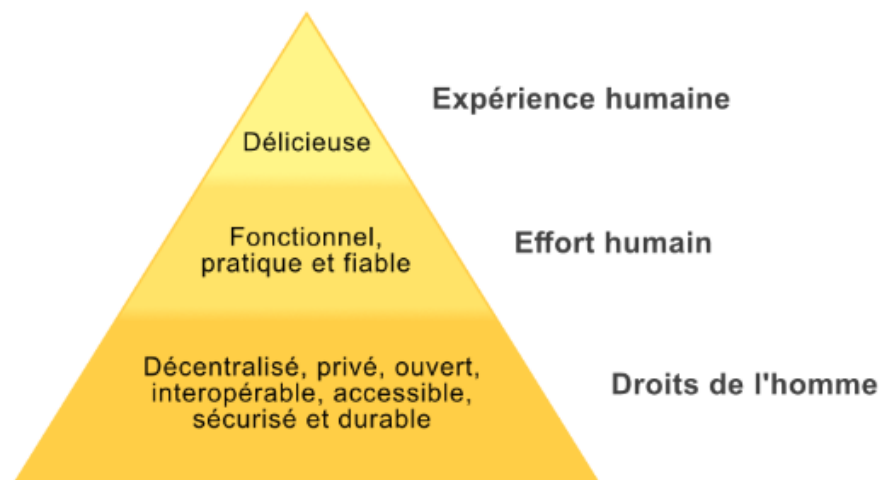 Expérience humaine
Délicieuse
Effort humain
Fonctionnel,
pratique et fiable
Droits de l'homme
Décentralisé, privé, ouvert,
interopérable, accessible,
sécurisé et durable